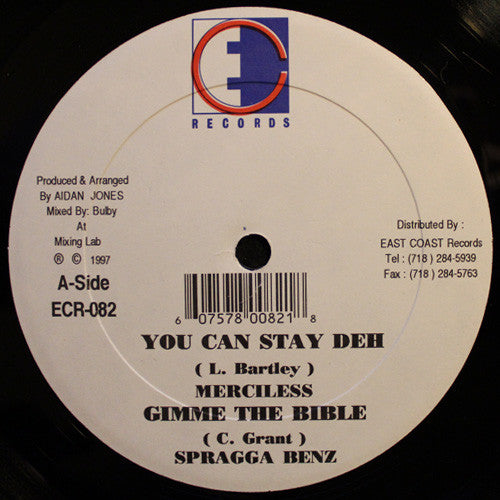 EC
RECORDS
Produced & Arranged
By AIDAN JONES
Mixed By: Bulby
At
Mixing Lab
® © 1997
A-Side
ECR-082
Distributed By :
EAST COAST Records
Tel : (718 ) 284-5939
Fax : (718 ) 284-5763
6 07578 00821 8
YOU CAN STAY DEH
( L. Bartley )
MERCILESS
GIMME THE BIBLE
( C. Grant )
SPRAGGA BENZ